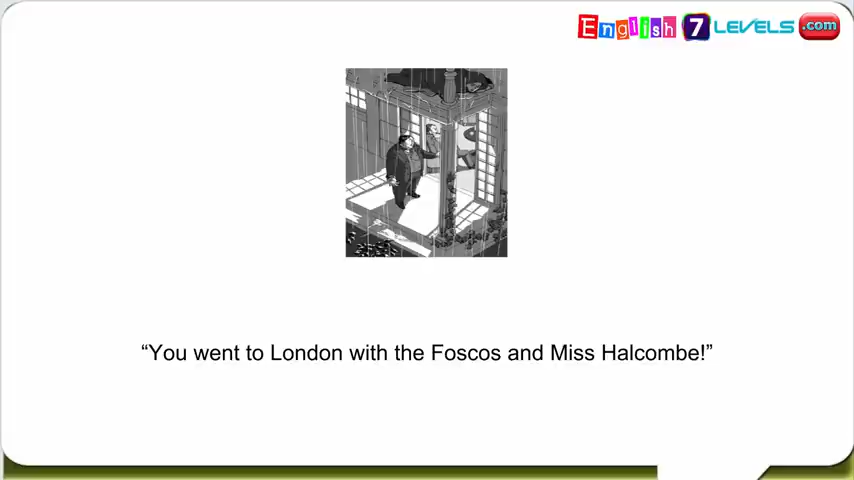 English 7 LEVELS .com
“You went to London with the Foscos and Miss Halcombe!”